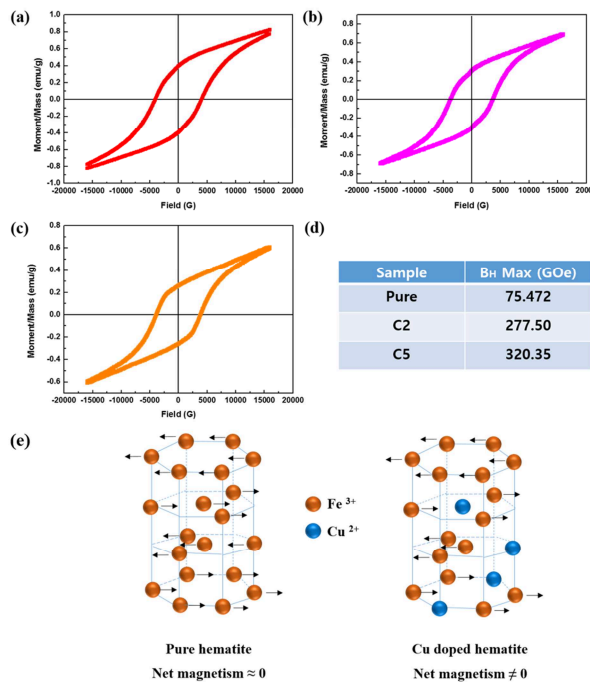 (a)
Moment/Mass (emu/g)
1.0
0.8
0.6
0.4
0.2
0.0
-0.2
-0.4
-0.6
-0.8
-1.0
-20000 -15000 -10000 -5000 0 5000 10000 15000 20000
Field (G)
(b)
Moment/Mass (emu/g)
0.8
0.6
0.4
0.2
0.0
-0.2
-0.4
-0.6
-0.8
-20000 -15000 -10000 -5000 0 5000 10000 15000 20000
Field (G)
(c)
Moment/Mass (emu/g)
0.8
0.6
0.4
0.2
0.0
-0.2
-0.4
-0.6
-20000 -15000 -10000 -5000 0 5000 10000 15000 20000
Field (G)
(d)
Sample BH Max (GOe)
Pure 75.472
C2 277.50
C5 320.35
(e)
Fe 3+
Cu 2+
Pure hematite
Net magnetism ≈ 0
Cu doped hematite
Net magnetism ≠ 0